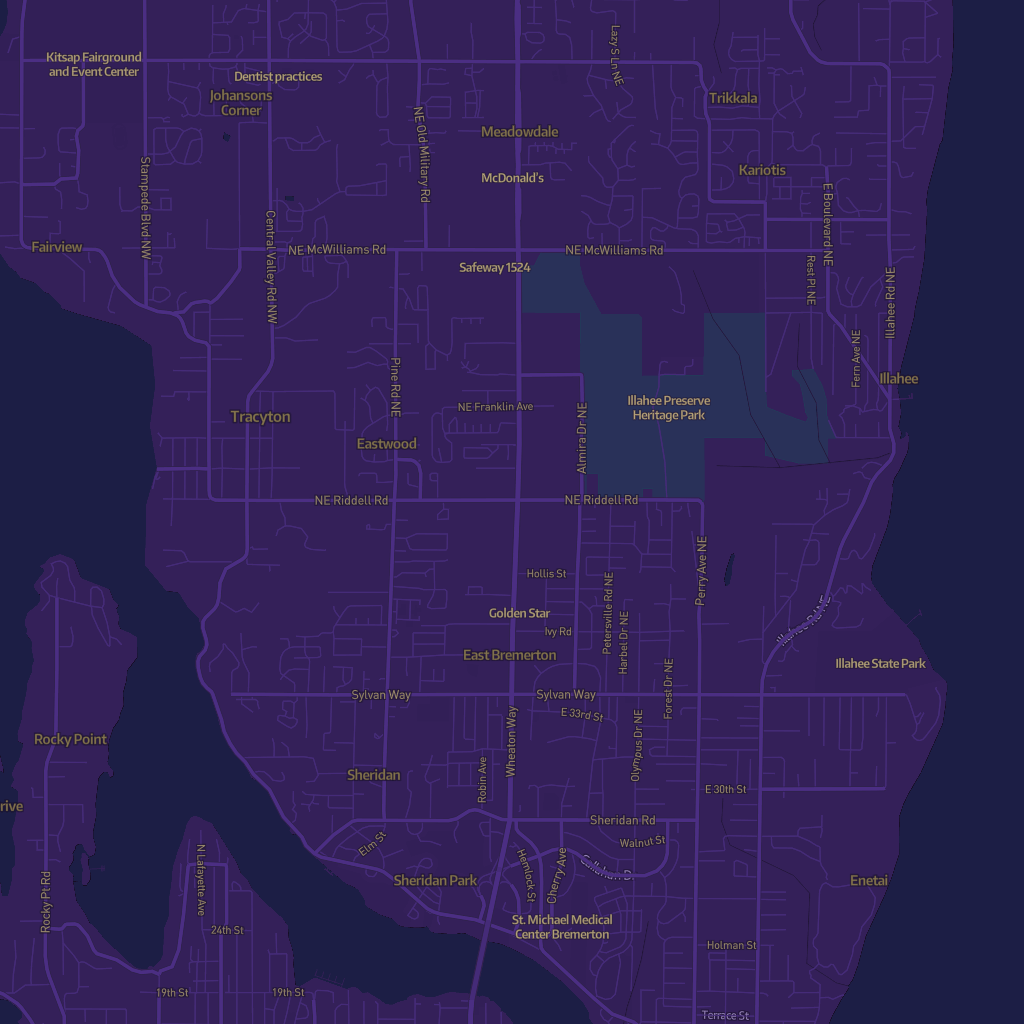 Lazy S Ln NE
Kitsap Fairground
and Event Center
Dentist practices
Johansons
Corner
Trikkala
NE Old Military Rd
Meadowdale
McDonald's
Kariotis
Stampede Blvd NW
E Boulevard NE
Central Valley Rd NW
Fairview
NE McWilliams Rd
NE McWilliams Rd
Safeway 1524
Rest Pl NE
Illahee Rd NE
Fern Ave NE
Illahee
Pine Rd NE
NE Franklin Ave
Illahee Preserve
Heritage Park
Tracyton
Eastwood
Almira Dr NE
NE Riddell Rd
NE Riddell Rd
Perry Ave NE
Hollis St
Petersville Rd NE
Golden Star
Harbel Dr NE
Illahee Rd NE
Ivy Rd
East Bremerton
Illahee State Park
Forest Dr NE
Sylvan Way
Sylvan Way
E 33rd St
Wheaton Way
Olympus Dr NE
Rocky Point
Sheridan
Robin Ave
E 30th St
rive
Sheridan Rd
Elm St
Walnut St
Hemlock St
Cherry Ave
N Lafayette Ave
Rocky Pt Rd
Sheridan Park
Enetai
St. Michael Medical
Center Bremerton
24th St
Holman St
19th St
19th St
Terrace St